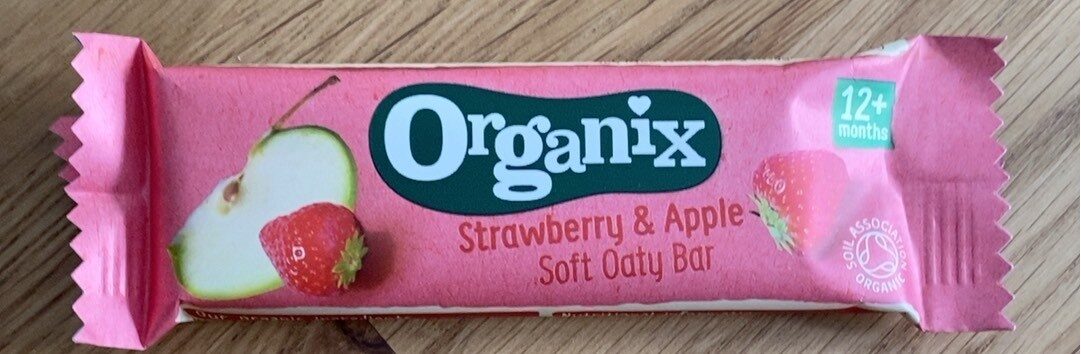 Organix
Strawberry & Apple
Soft Oaty Bar
12+
months
SOIL ASSOCIATION
ORGANIC